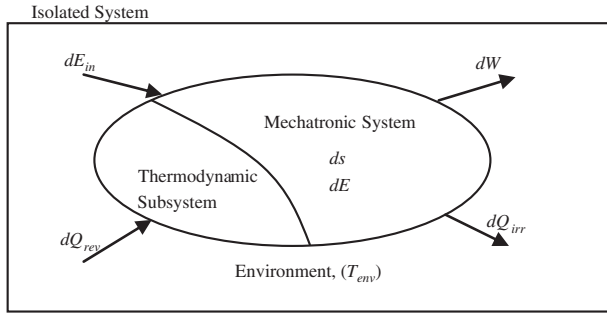 Isolated System
dE_in
dW
Mechatronic System
ds
dE
Thermodynamic
Subsystem
dQ_rev
dQ_irr
Environment, (T_env)